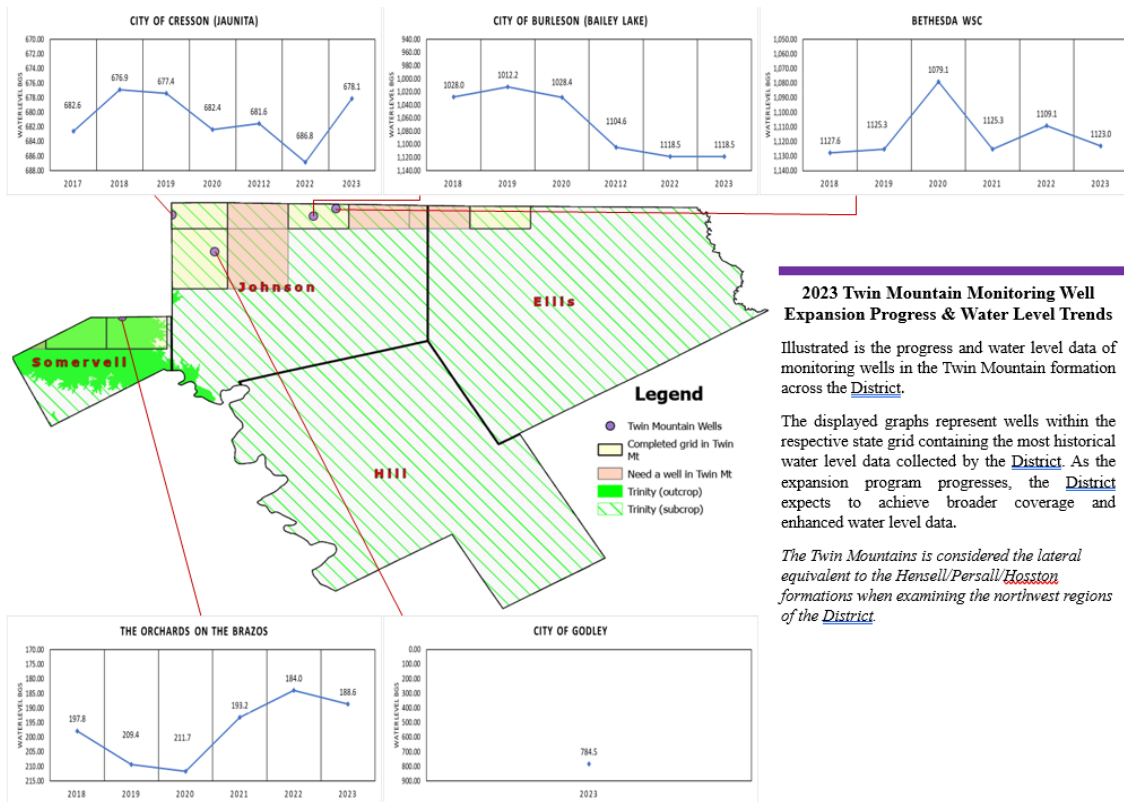 CITY OF CRESSON (JAUNITA)
WATER LEVEL BGS
670.00
672.00
674.00
676.00
678.00
680.00
682.00
684.00
686.00
688.00
682.6
676.9
677.4
682.4
681.6
686.8
678.1
2017 2018 2019 2020 20212 2022 2023
CITY OF BURLESON (BAILEY LAKE)
WATER LEVEL BGS
940.00
960.00
980.00
1,000.00
1,020.00
1,040.00
1,060.00
1,080.00
1,100.00
1,120.00
1,140.00
1028.0
1012.2
1028.4
1104.6
1118.5
1118.5
2018 2019 2020 20212 2022 2023
BETHESDA WSC
WATER LEVEL BGS
1,050.00
1,060.00
1,070.00
1,080.00
1,090.00
1,100.00
1,110.00
1,120.00
1,130.00
1,140.00
1127.6
1125.3
1079.1
1125.3
1109.1
1123.0
2018 2019 2020 2021 2022 2023
Johnson
Ellis
Somervell
Hill
Legend
Twin Mountain Wells
Completed grid in Twin
Mt
Need a well in Twin Mt
Trinity (outcrop)
Trinity (subcrop)
2023 Twin Mountain Monitoring Well
Expansion Progress & Water Level Trends
Illustrated is the progress and water level data of
monitoring wells in the Twin Mountain formation
across the District.
The displayed graphs represent wells within the
respective state grid containing the most historical
water level data collected by the District. As the
expansion program progresses, the District
expects to achieve broader coverage and
enhanced water level data.
The Twin Mountains is considered the lateral
equivalent to the Hensell/Persall/Hosston
formations when examining the northwest regions
of the District.
THE ORCHARDS ON THE BRAZOS
WATER LEVEL BGS
170.00
175.00
180.00
185.00
190.00
195.00
200.00
205.00
210.00
215.00
197.8
209.4
211.7
193.2
184.0
188.6
2018 2019 2020 2021 2022 2023
CITY OF GODLEY
WATER LEVEL BGS
0.00
100.00
200.00
300.00
400.00
500.00
600.00
700.00
800.00
900.00
784.5
2023